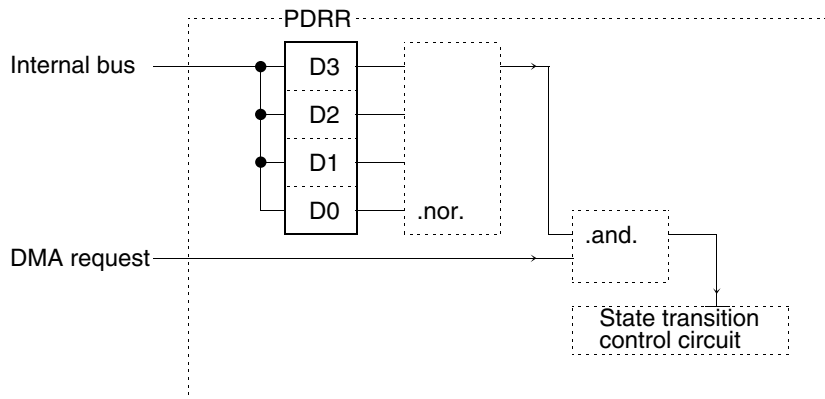 PDRR
Internal bus
D3
D2
D1
D0
.nor.
.and.
DMA request
State transition
control circuit